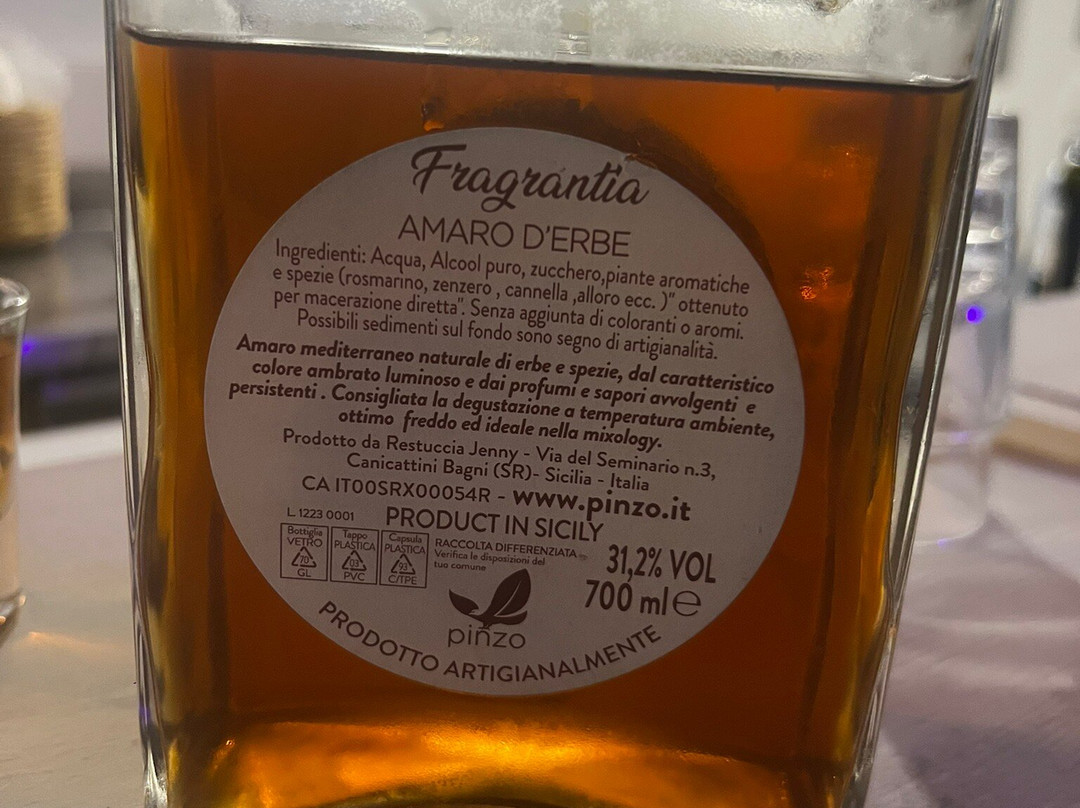 Fragrantia
AMARO D'ERBE
Ingredienti: Acqua, Alcool puro, zucchero,piante aromatiche
e spezie (rosmarino, zenzero , cannella ,alloro ecc. )" ottenuto
per macerazione diretta". Senza aggiunta di coloranti o aromi.
Possibili sedimenti sul fondo sono segno di artigianalità.
Amaro mediterraneo naturale di erbe e spezie, dal caratteristico
colore ambrato luminoso e dai profumi e sapori avvolgenti e
persistenti . Consigliata la degustazione a temperatura ambiente,
ottimo freddo ed ideale nella mixology.
Prodotto da Restuccia Jenny - Via del Seminario n.3,
Canicattini Bagni (SR)- Sicilia - Italia
CA IT00SRX00054R - www.pinzo.it
L 1223 0001
PRODUCT IN SICILY
Bottiglia
VETRO
70
GL
Tappo
PLASTICA
03
PVC
Capsula
PLASTICA
93
C/TPE
RACCOLTA DIFFERENZIATA
Verifica le disposizioni del
tuo comune
31,2% VOL
700 ml e
pinzo
PRODOTTO ARTIGIANALMENTE